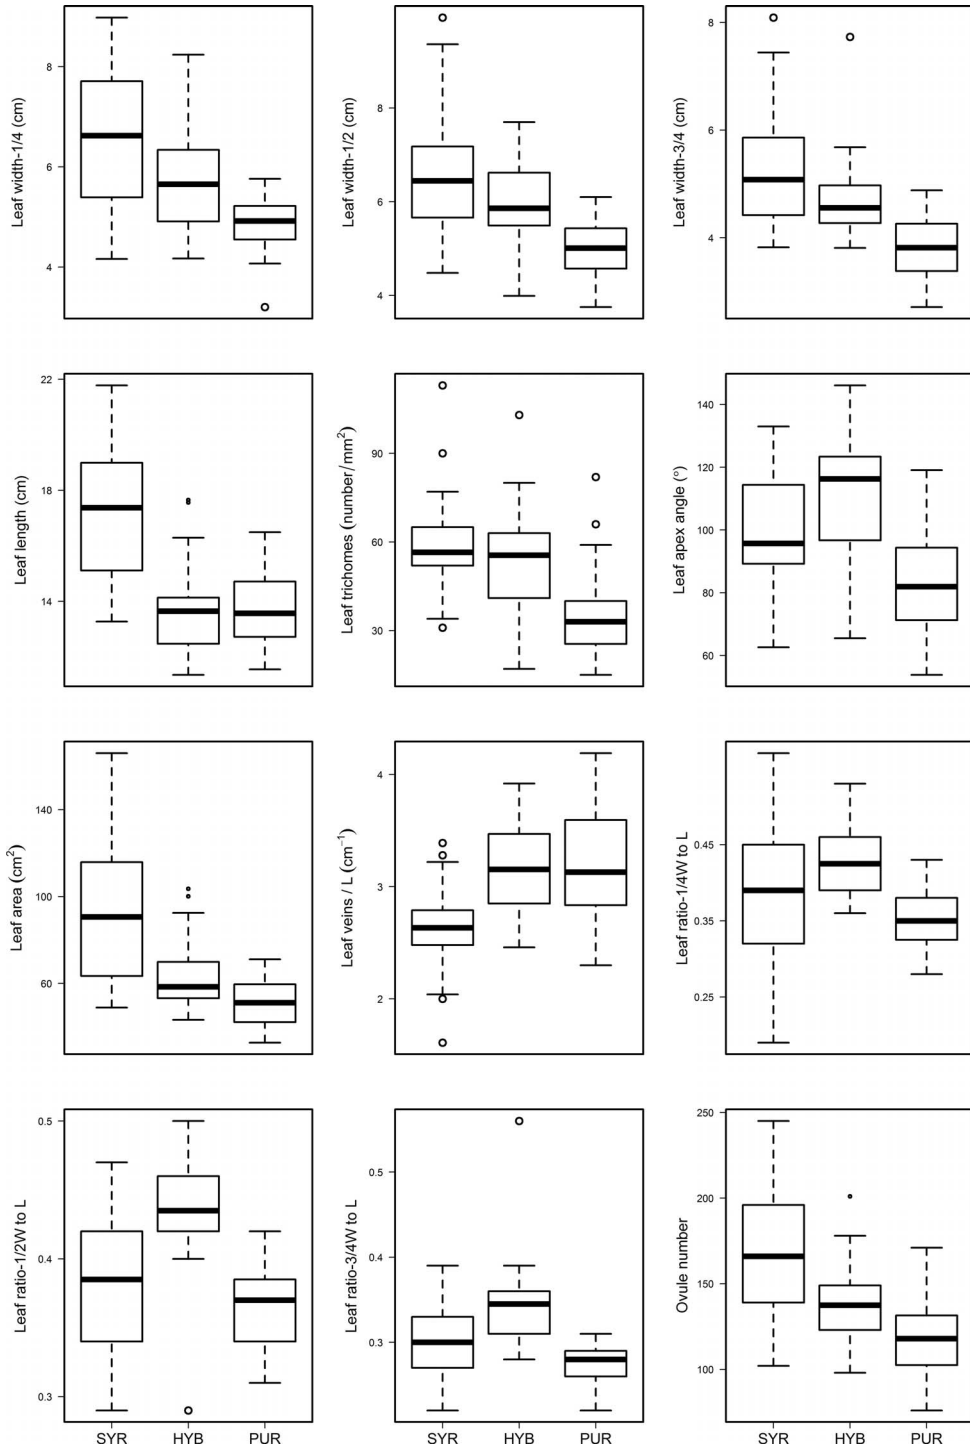 Leaf width-1/4 (cm)
8
6
4
Leaf width-1/2 (cm)
8
6
4
Leaf width-3/4 (cm)
8
6
4
Leaf length (cm)
22
18
14
Leaf trichomes (number/mm²)
90
60
30
Leaf apex angle (°)
140
120
100
80
60
Leaf area (cm²)
140
100
60
Leaf veins / L (cm⁻¹)
4
3
2
Leaf ratio-1/4W to L
0.45
0.35
0.25
Leaf ratio-1/2W to L
0.5
0.4
0.3
SYR HYB PUR
Leaf ratio-3/4W to L
0.5
0.4
0.3
SYR HYB PUR
Ovule number
250
200
150
100
SYR HYB PUR